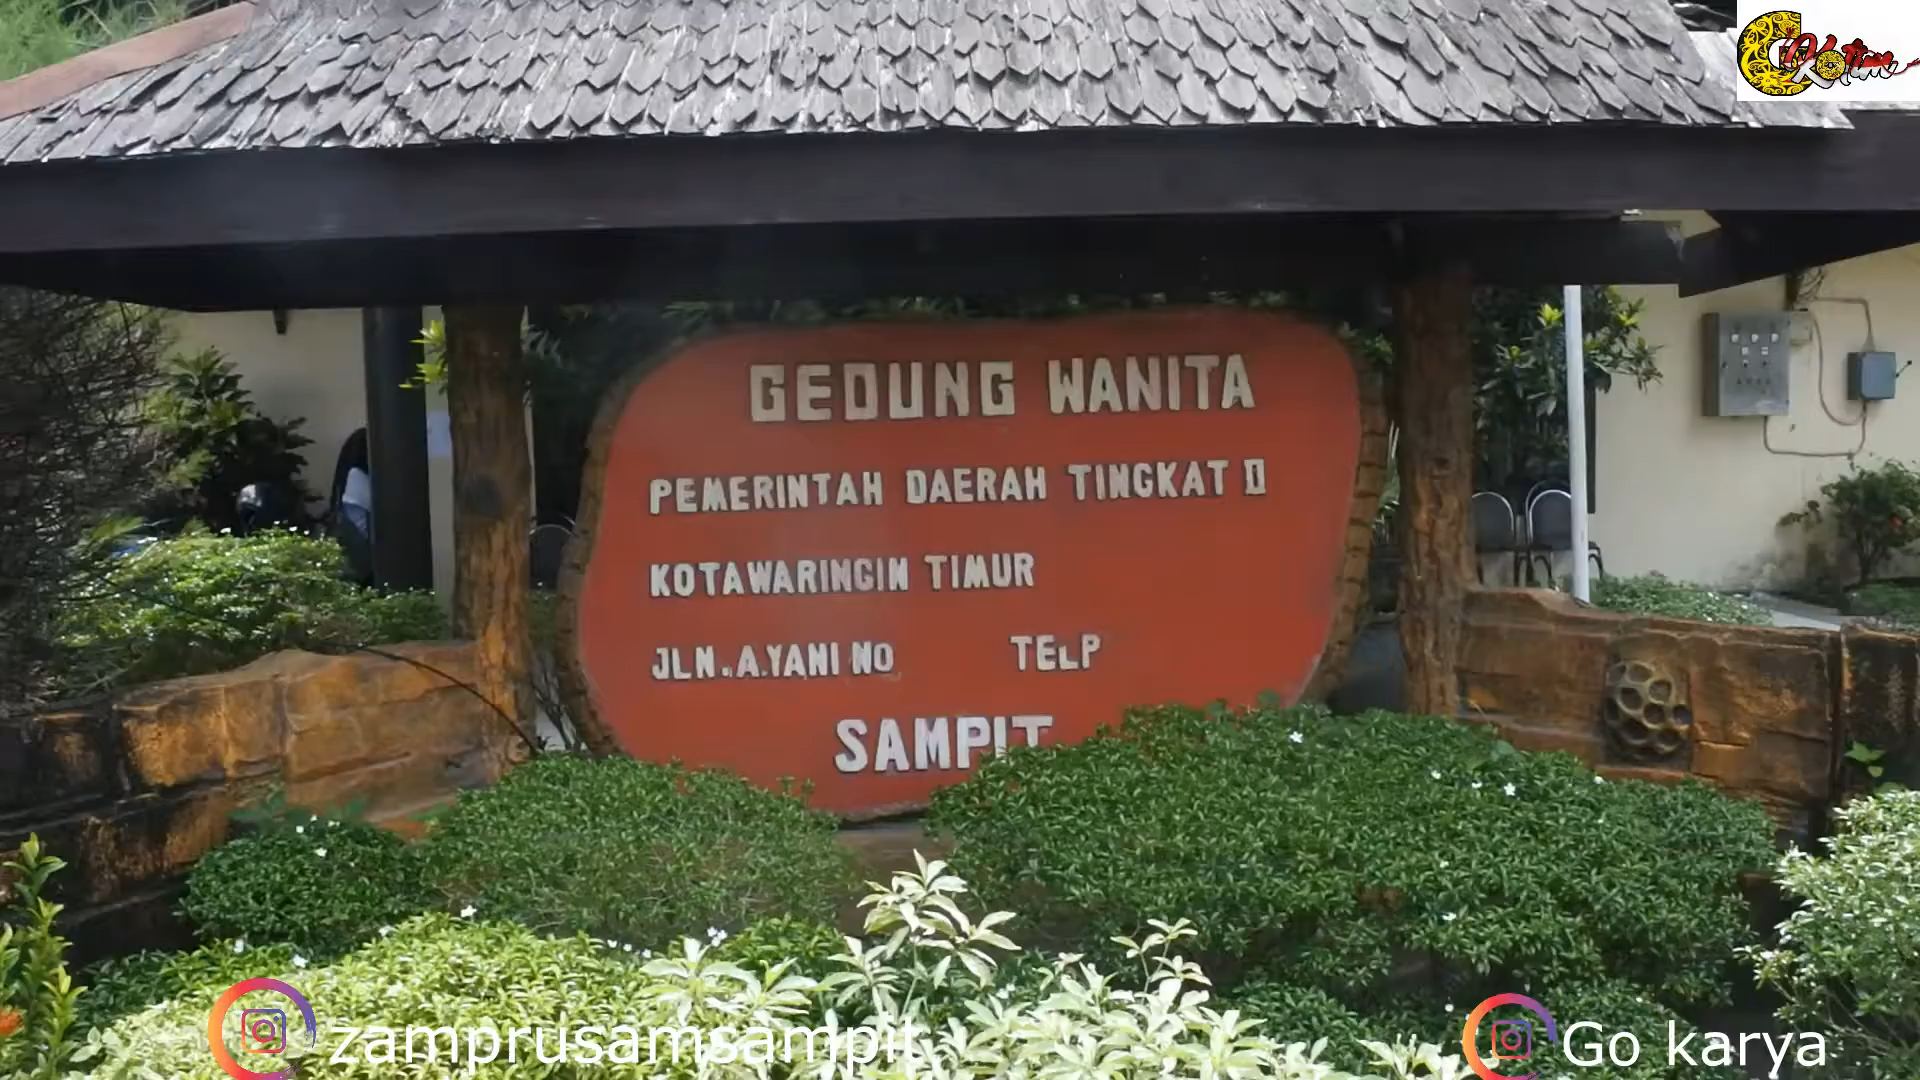 GEDUNG WANITA
PEMERINTAH DAERAH TINGKAT II
KOTAWARINGIN TIMUR
JLN.A.YANI NO TELP
SAMPIT
zamprusamsampit
Go karya